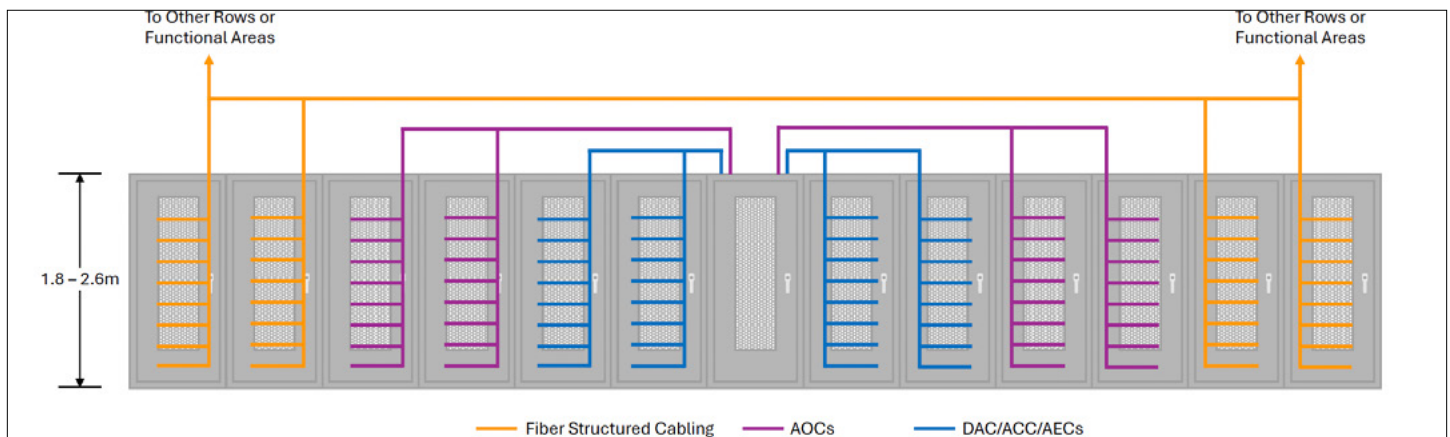 To Other Rows or
Functional Areas
To Other Rows or
Functional Areas
1.8 – 2.6m
Fiber Structured Cabling
AOCs
DAC/ACC/AECs